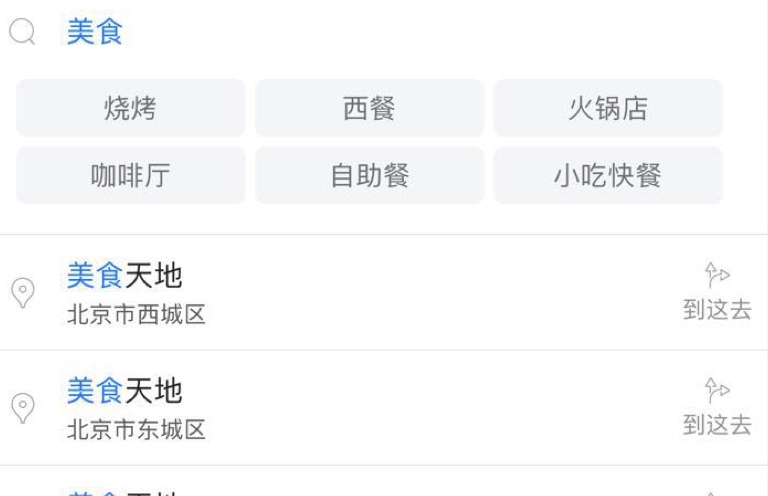 美食
烧烤 西餐 火锅店
咖啡厅 自助餐 小吃快餐
美食天地
北京市西城区
到这去
美食天地
北京市东城区
到这去